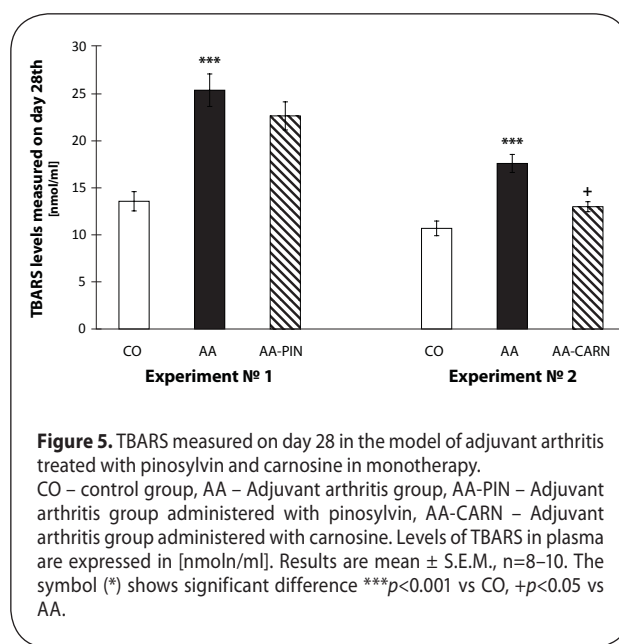 TBARS levels measured on day 28th
[nmol/ml]
30
25
20
15
10
5
0
***
***
+
CO AA AA-PIN CO AA AA-CARN
Experiment № 1 Experiment № 2
Figure 5. TBARS measured on day 28 in the model of adjuvant arthritis
treated with pinosylvin and carnosine in monotherapy.
CO – control group, AA – Adjuvant arthritis group, AA-PIN – Adjuvant
arthritis group administered with pinosylvin, AA-CARN – Adjuvant
arthritis group administered with carnosine. Levels of TBARS in plasma
are expressed in [nmoln/ml]. Results are mean ± S.E.M., n=8–10. The
symbol (*) shows significant difference ***p<0.001 vs CO, +p<0.05 vs
AA.